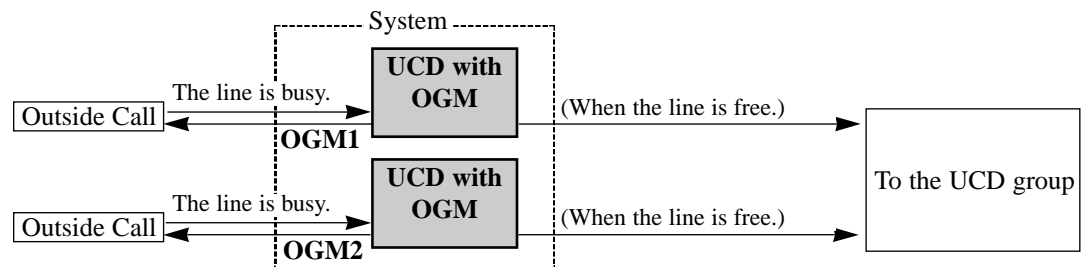 System
UCD with
OGM
The line is busy.
(When the line is free.)
Outside Call
OGM1
To the UCD group
UCD with
OGM
The line is busy.
(When the line is free.)
Outside Call
OGM2